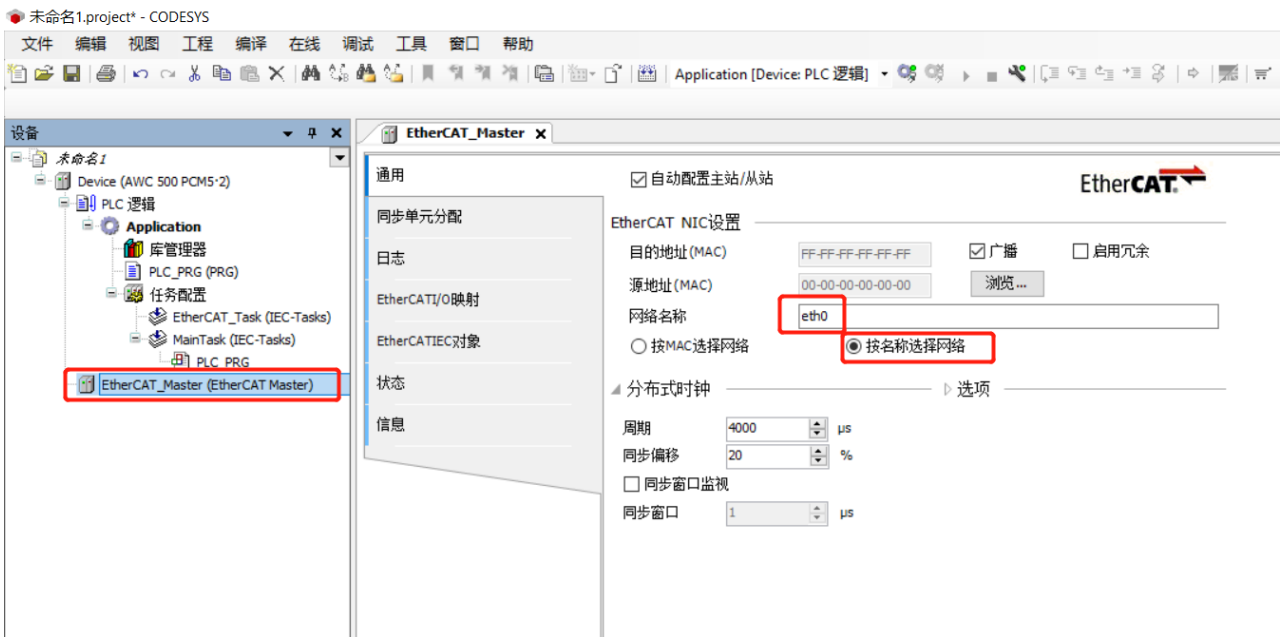 未命名1.project* - CODESYS
文件 编辑 视图 工程 编译 在线 调试 工具 窗口 帮助
Application [Device: PLC 逻辑]
设备
未命名1
Device (AWC 500 PCM5-2)
PLC 逻辑
Application
库管理器
PLC_PRG (PRG)
任务配置
EtherCAT_Task (IEC-Tasks)
MainTask (IEC-Tasks)
PLC_PRG
EtherCAT_Master (EtherCAT Master)
EtherCAT_Master
通用
同步单元分配
日志
EtherCATI/O映射
EtherCATIEC对象
状态
信息
自动配置主站/从站
EtherCAT
EtherCAT NIC设置
目的地址(MAC) FF-FF-FF-FF-FF-FF 广播 启用冗余
源地址(MAC) 00-00-00-00-00-00 浏览...
网络名称 eth0
按MAC选择网络 按名称选择网络
分布式时钟 选项
周期 4000 µs
同步偏移 20 %
同步窗口监视
同步窗口 1 µs